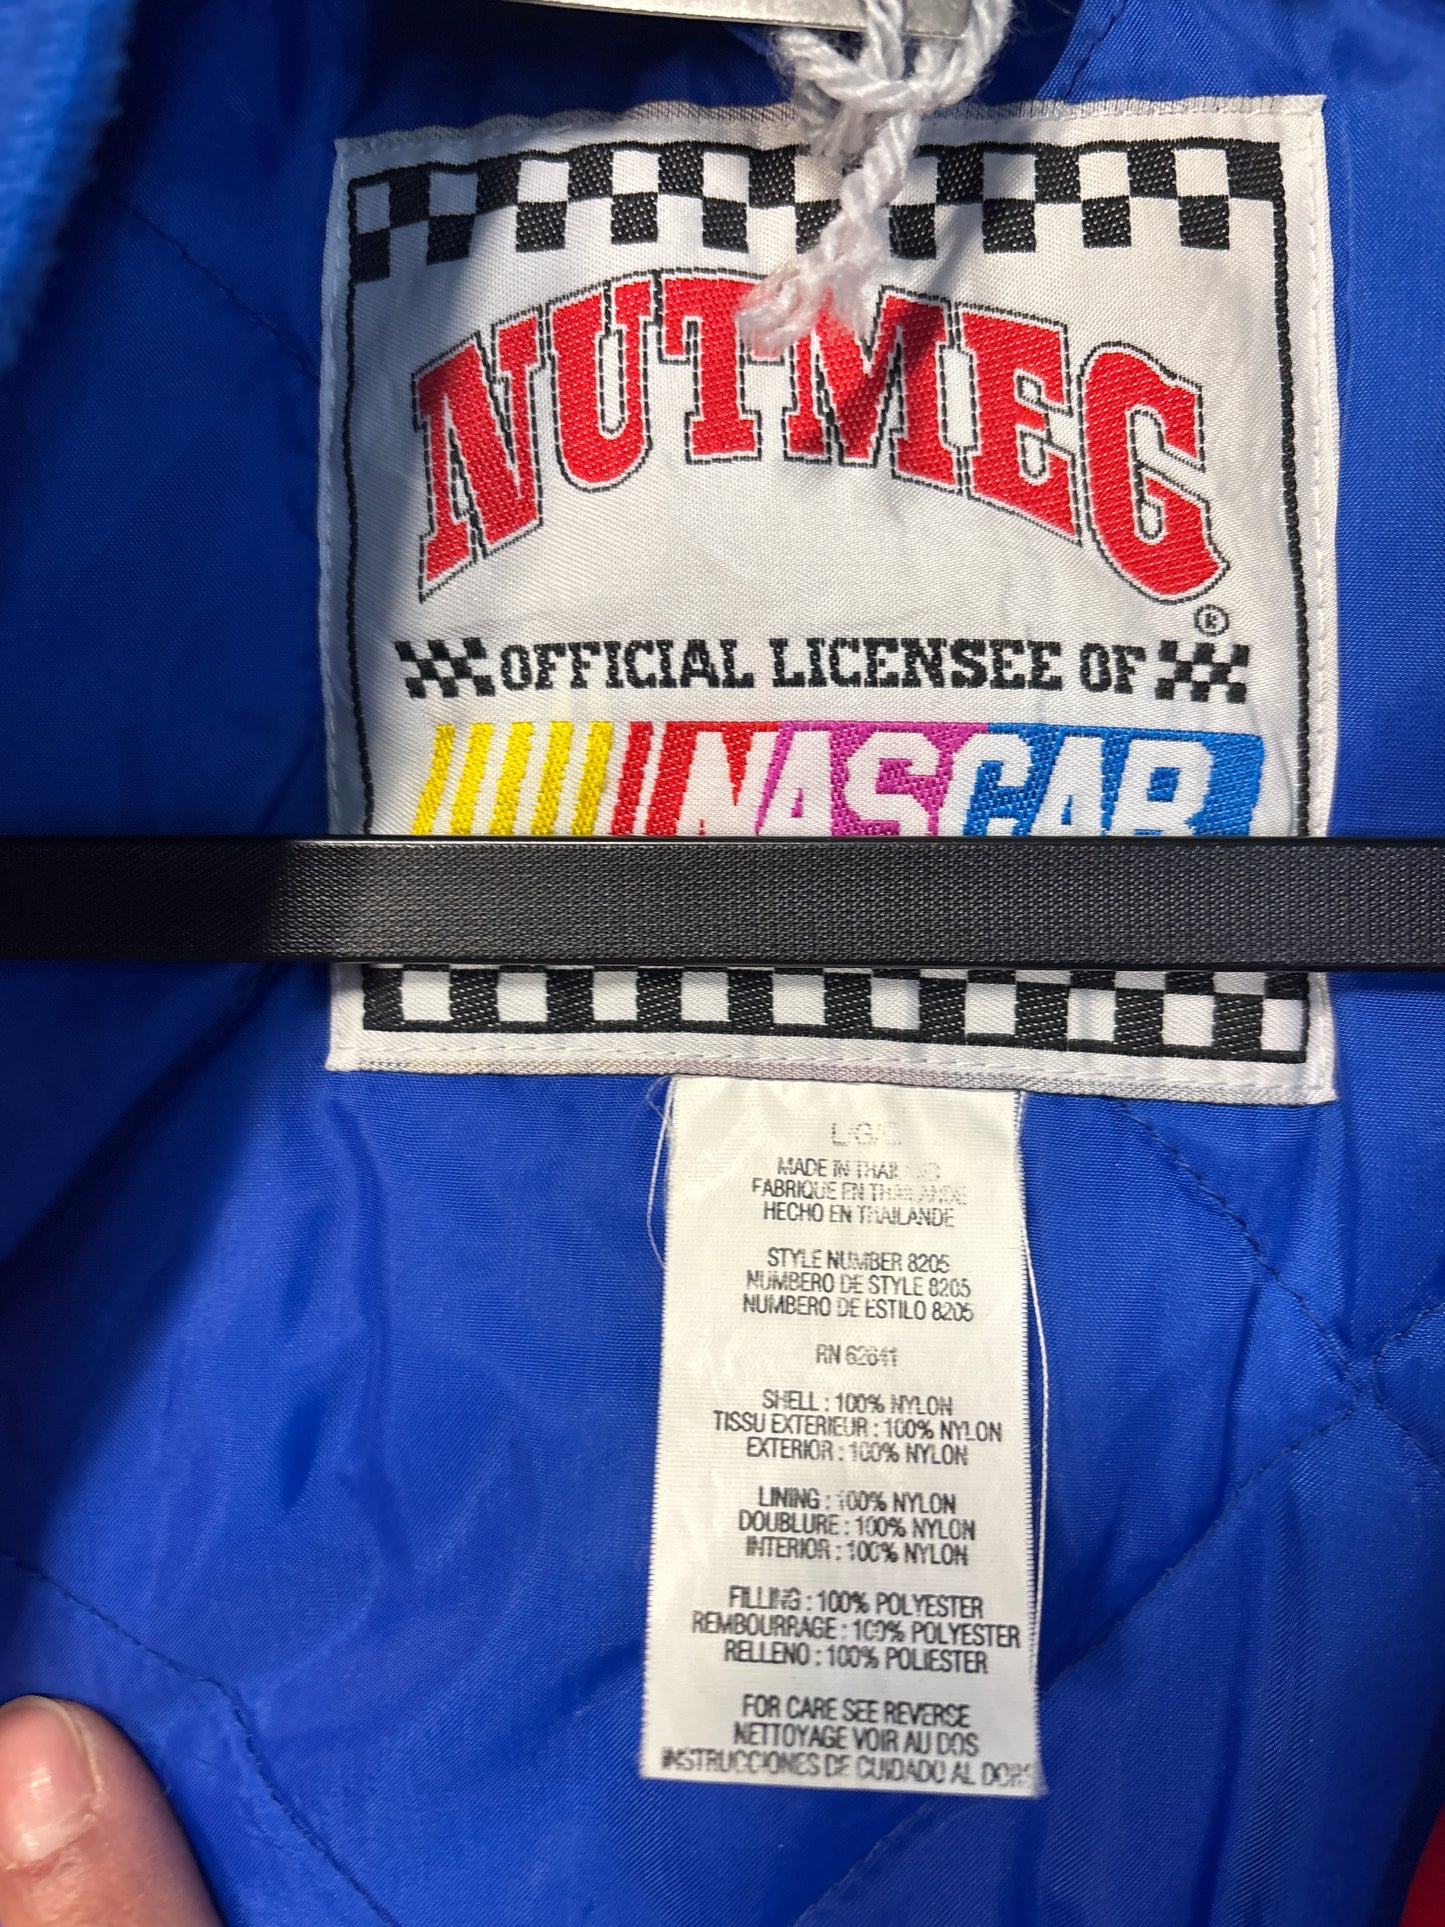 NUTMEG
®
OFFICIAL LICENSEE OF
NASCAR
L/G/G
MADE IN THAILAND
FABRIQUE EN THAILANDE
HECHO EN THAILANDE
STYLE NUMBER 8205
NUMBERO DE STYLE 8205
NUMBERO DE ESTILO 8205
RN 62641
SHELL : 100% NYLON
TISSU EXTERIEUR : 100% NYLON
EXTERIOR : 100% NYLON
LINING : 100% NYLON
DOUBLURE : 100% NYLON
INTERIOR : 100% NYLON
FILLING : 100% POLYESTER
REMBOURRAGE : 100% POLYESTER
RELLENO : 100% POLIESTER
FOR CARE SEE REVERSE
NETTOYAGE VOIR AU DOS
INSTRUCCIONES DE CUIDADO AL DORS